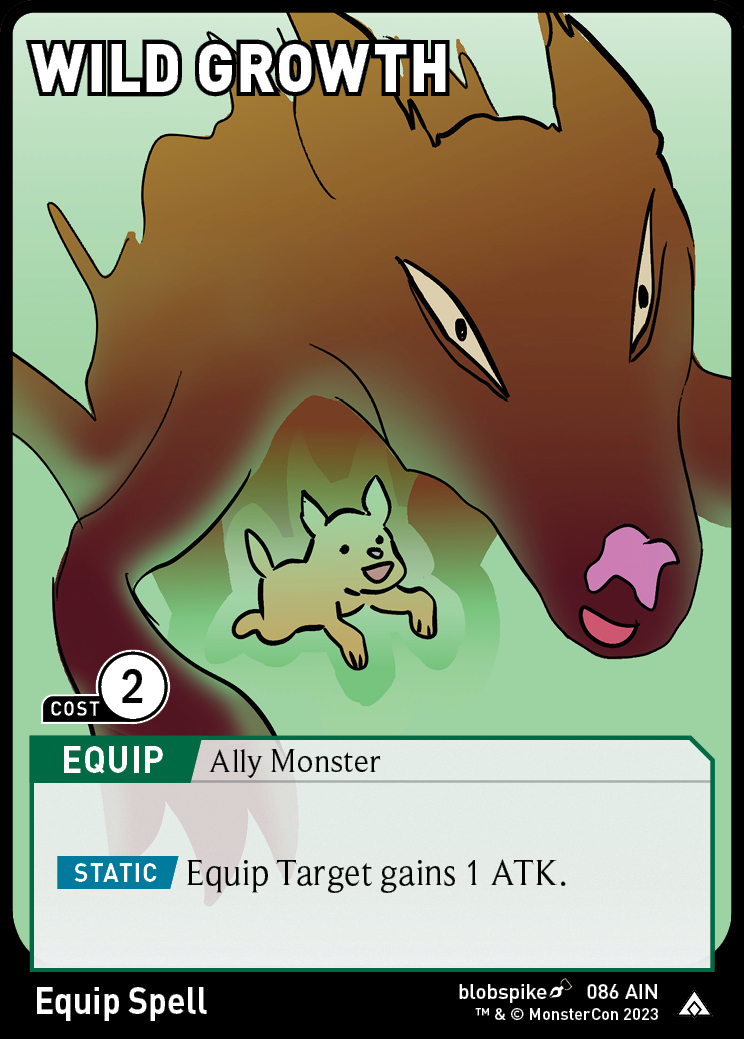 WILD GROWTH
COST 2
EQUIP Ally Monster
STATIC Equip Target gains 1 ATK.
Equip Spell
blobspike 086 AIN
™ & © MonsterCon 2023